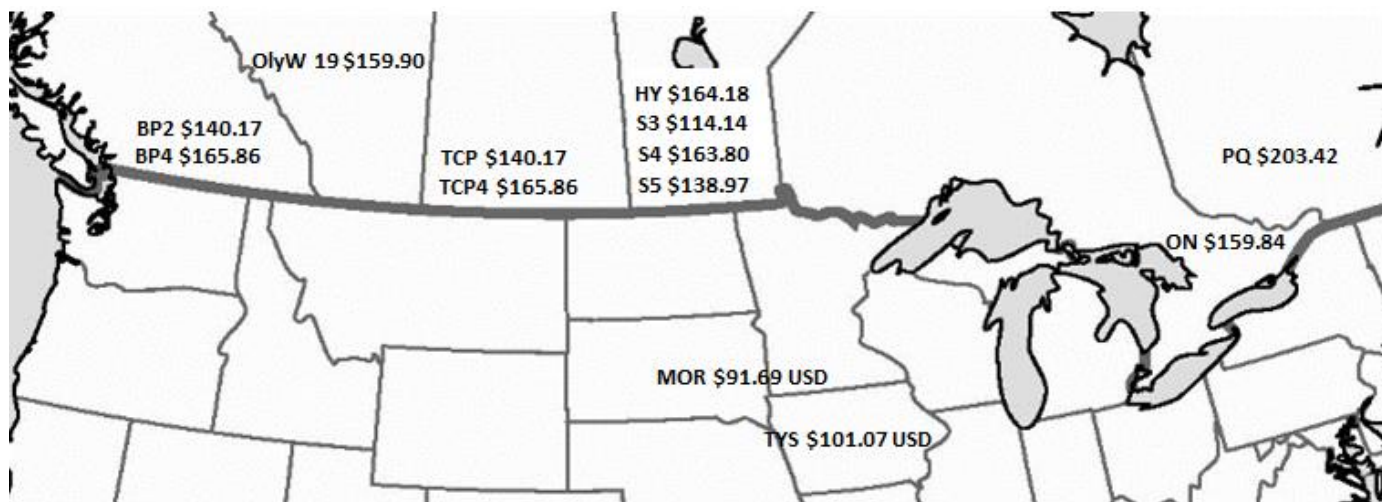 OlyW 19 $159.90
BP2 $140.17
BP4 $165.86
TCP $140.17
TCP4 $165.86
HY $164.18
S3 $114.14
S4 $163.80
S5 $138.97
PQ $203.42
ON $159.84
MOR $91.69 USD
TYS $101.07 USD